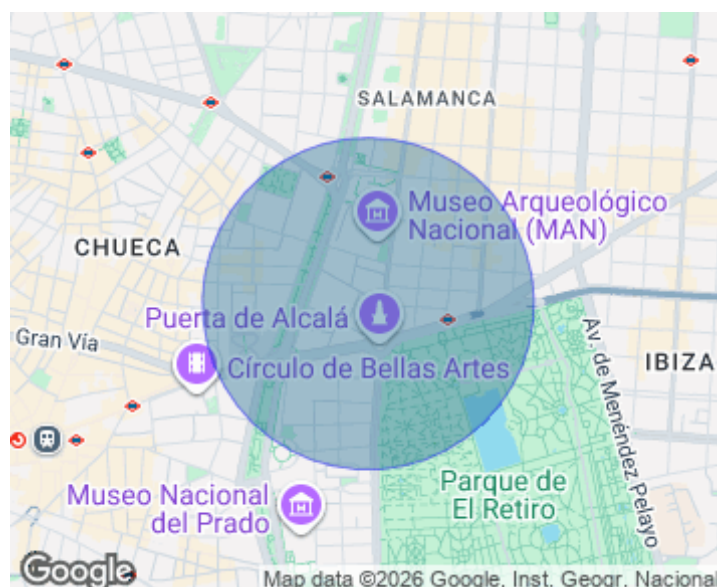 SALAMANCA
Museo Arqueológico
Nacional (MAN)
CHUECA
Puerta de Alcalá
Gran Vía
Círculo de Bellas Artes
IBIZA
Av. de Menéndez Pelayo
Museo Nacional
del Prado
Parque de
El Retiro
Google
Map data ©2026 Google, Inst. Geogr. Nacional